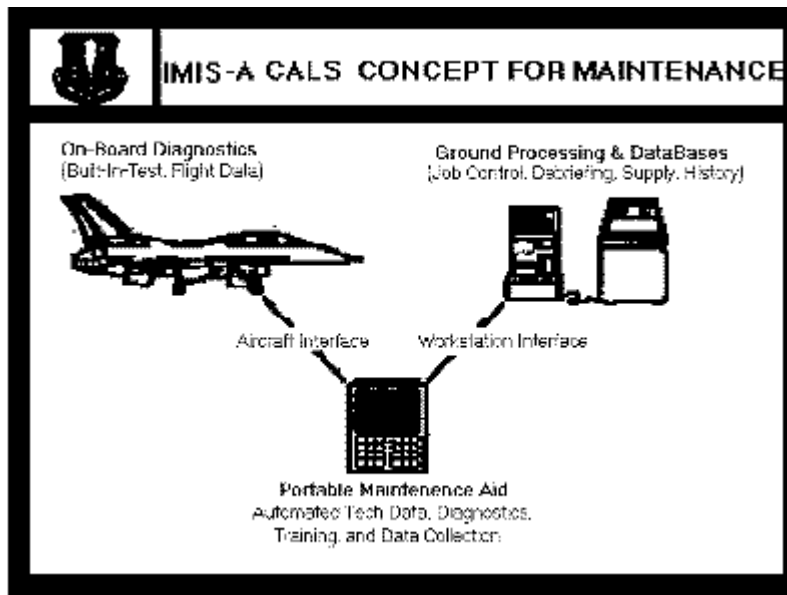 IMIS-A CALS CONCEPT FOR MAINTENANCE
On-Board Diagnostics
(Built-In-Test, Flight Data)
Ground Processing & DataBases
(Job Control, Debriefing, Supply, History)
Aircraft Interface
Workstation Interface
Portable Maintenence Aid
Automated Tech Data, Diagnostics,
Training, and Data Collection